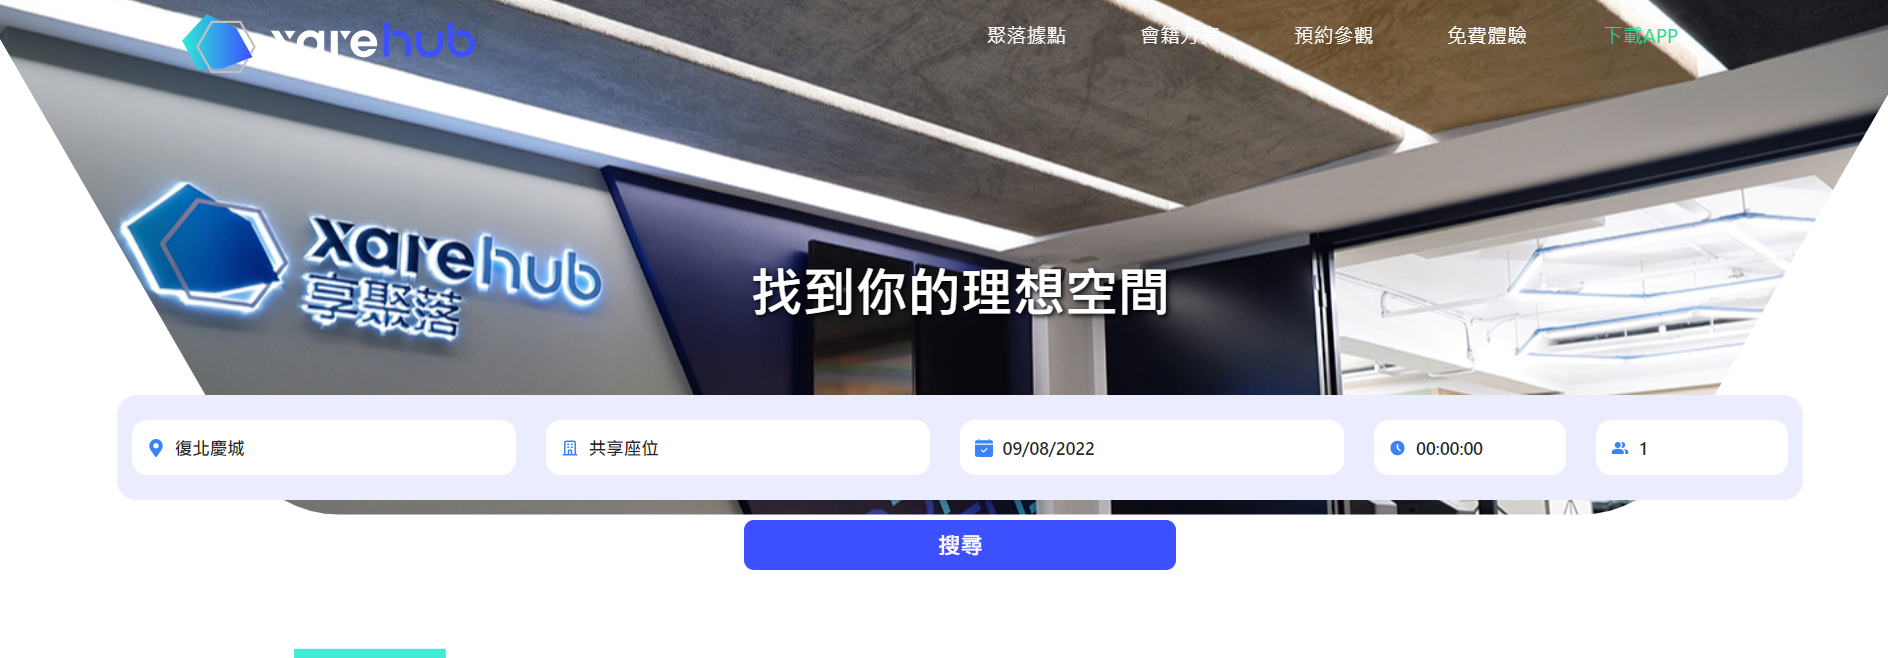 xarehub
聚落據點
會籍方案
預約參觀
免費體驗
下載APP
xarehub
享聚落
找到你的理想空間
復北慶城
共享座位
09/08/2022
00:00:00
1
搜尋